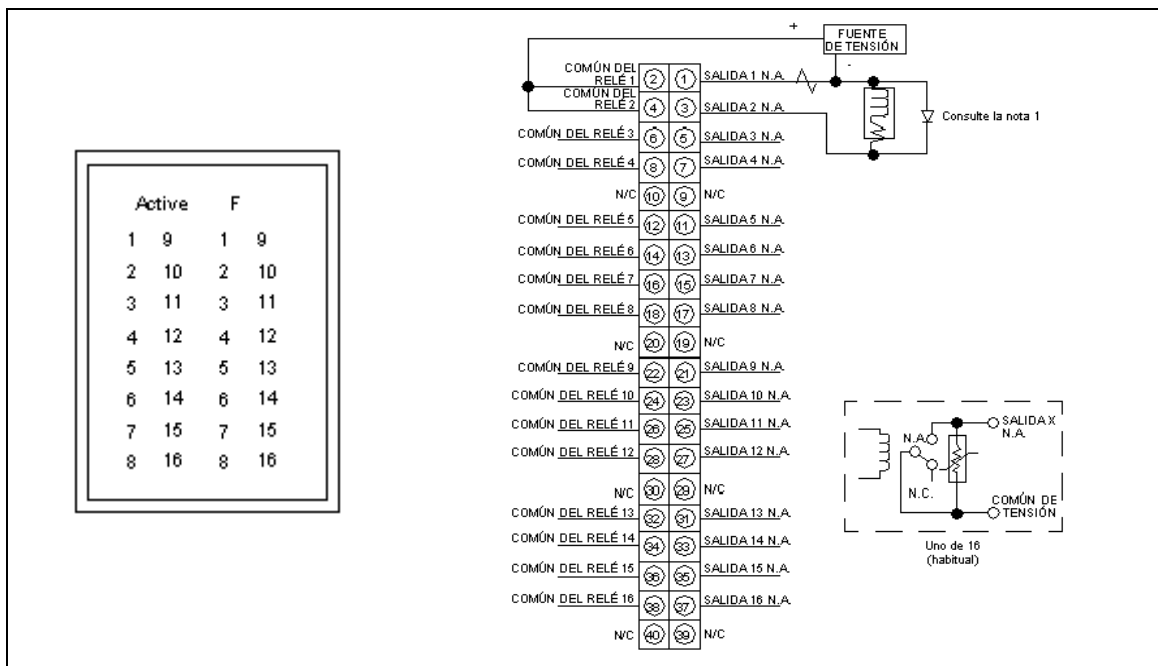 Active F
1 9 1 9
2 10 2 10
3 11 3 11
4 12 4 12
5 13 5 13
6 14 6 14
7 15 7 15
8 16 8 16
+
FUENTE
DE TENSIÓN
-
COMÚN DEL
RELÉ 1 2 1 SALIDA 1 N.A.
COMÚN DEL
RELÉ 2 4 3 SALIDA 2 N.A.
Consulte la nota 1
COMÚN DEL RELÉ 3 6 5 SALIDA 3 N.A.
COMÚN DEL RELÉ 4 8 7 SALIDA 4 N.A.
N/C 10 9 N/C
COMÚN DEL RELÉ 5 12 11 SALIDA 5 N.A.
COMÚN DEL RELÉ 6 14 13 SALIDA 6 N.A.
COMÚN DEL RELÉ 7 16 15 SALIDA 7 N.A.
COMÚN DEL RELÉ 8 18 17 SALIDA 8 N.A.
N/C 20 19 N/C
COMÚN DEL RELÉ 9 22 21 SALIDA 9 N.A.
COMÚN DEL RELÉ 10 24 23 SALIDA 10 N.A.
COMÚN DEL RELÉ 11 26 25 SALIDA 11 N.A.
COMÚN DEL RELÉ 12 28 27 SALIDA 12 N.A.
N/C 30 29 N/C
COMÚN DEL RELÉ 13 32 31 SALIDA 13 N.A.
COMÚN DEL RELÉ 14 34 33 SALIDA 14 N.A.
COMÚN DEL RELÉ 15 36 35 SALIDA 15 N.A.
COMÚN DEL RELÉ 16 38 37 SALIDA 16 N.A.
N/C 40 39 N/C
SALIDA X
N.A.
N.A.
N.C.
COMÚN DE
TENSIÓN
Uno de 16
(habitual)